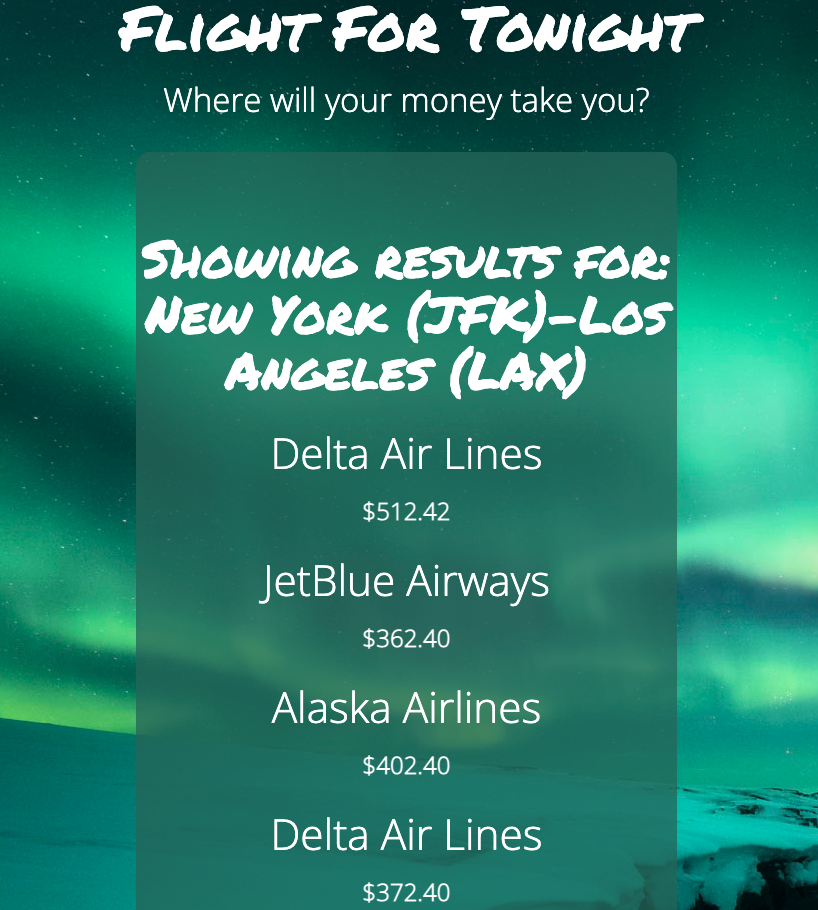 Flight For Tonight
Where will your money take you?
Showing results for:
New York (JFK)-Los
Angeles (LAX)
Delta Air Lines
$512.42
JetBlue Airways
$362.40
Alaska Airlines
$402.40
Delta Air Lines
$372.40